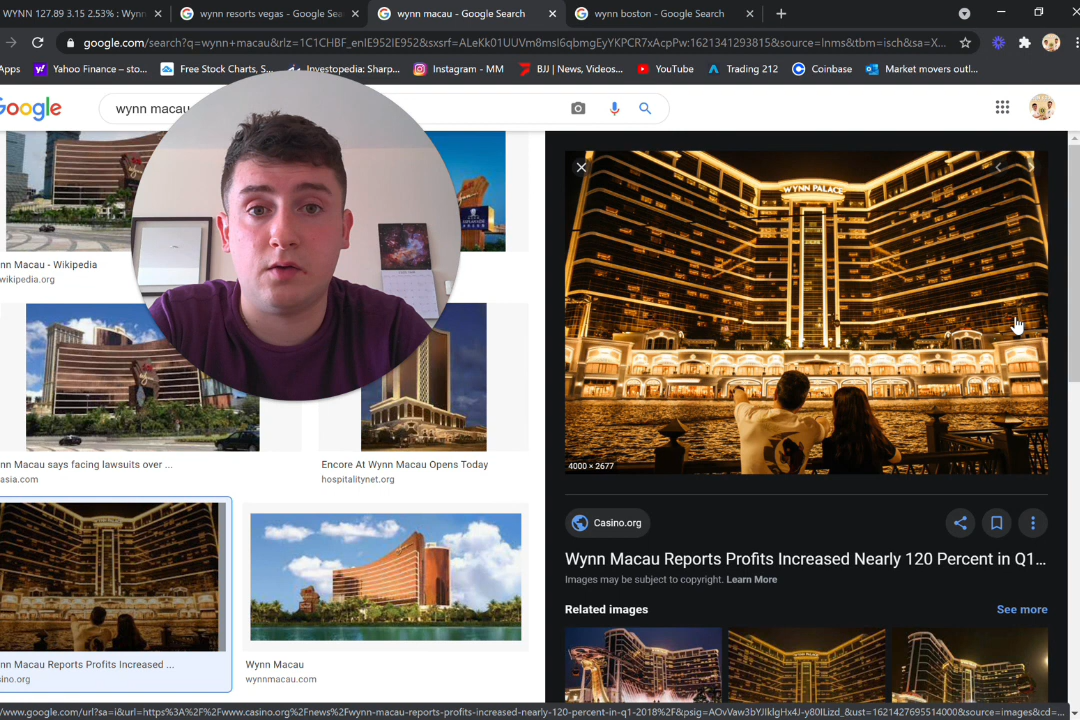 WYNN 127.89 3.15 2.53% : Wynn
wynn resorts vegas - Google Sea
wynn macau - Google Search
wynn boston - Google Search
google.com/search?q=wynn+macau&rlz=1C1CHBF_enIE952IE952&sxsrf=ALeKk01UUVm8msI6qbmgEyYKPCR7xAcpPw:1621341293815&source=lnms&tbm=isch&sa=X...
Apps
Yahoo Finance – sto...
Free Stock Charts, S...
Investopedia: Sharp...
Instagram - MM
BJJ | News, Videos...
YouTube
Trading 212
Coinbase
Market movers outl...
Google
wynn macau
nn Macau - Wikipedia
wikipedia.org
nn Macau says facing lawsuits over ...
asia.com
Encore At Wynn Macau Opens Today
hospitalitynet.org
nn Macau Reports Profits Increased ...
sino.org
Wynn Macau
wynnmacau.com
WYNN PALACE
4000 × 2677
Casino.org
Wynn Macau Reports Profits Increased Nearly 120 Percent in Q1...
Images may be subject to copyright. Learn More
Related images
See more
/www.google.com/url?sa=i&url=https%3A%2F%2Fwww.casino.org%2Fnews%2Fwynn-macau-reports-profits-increased-nearly-120-percent-in-q1-2018%2F&psig=AOvVaw3bYJlklgHx4J-y80ILizd_&ust=1621427695514000&source=images&cd=...